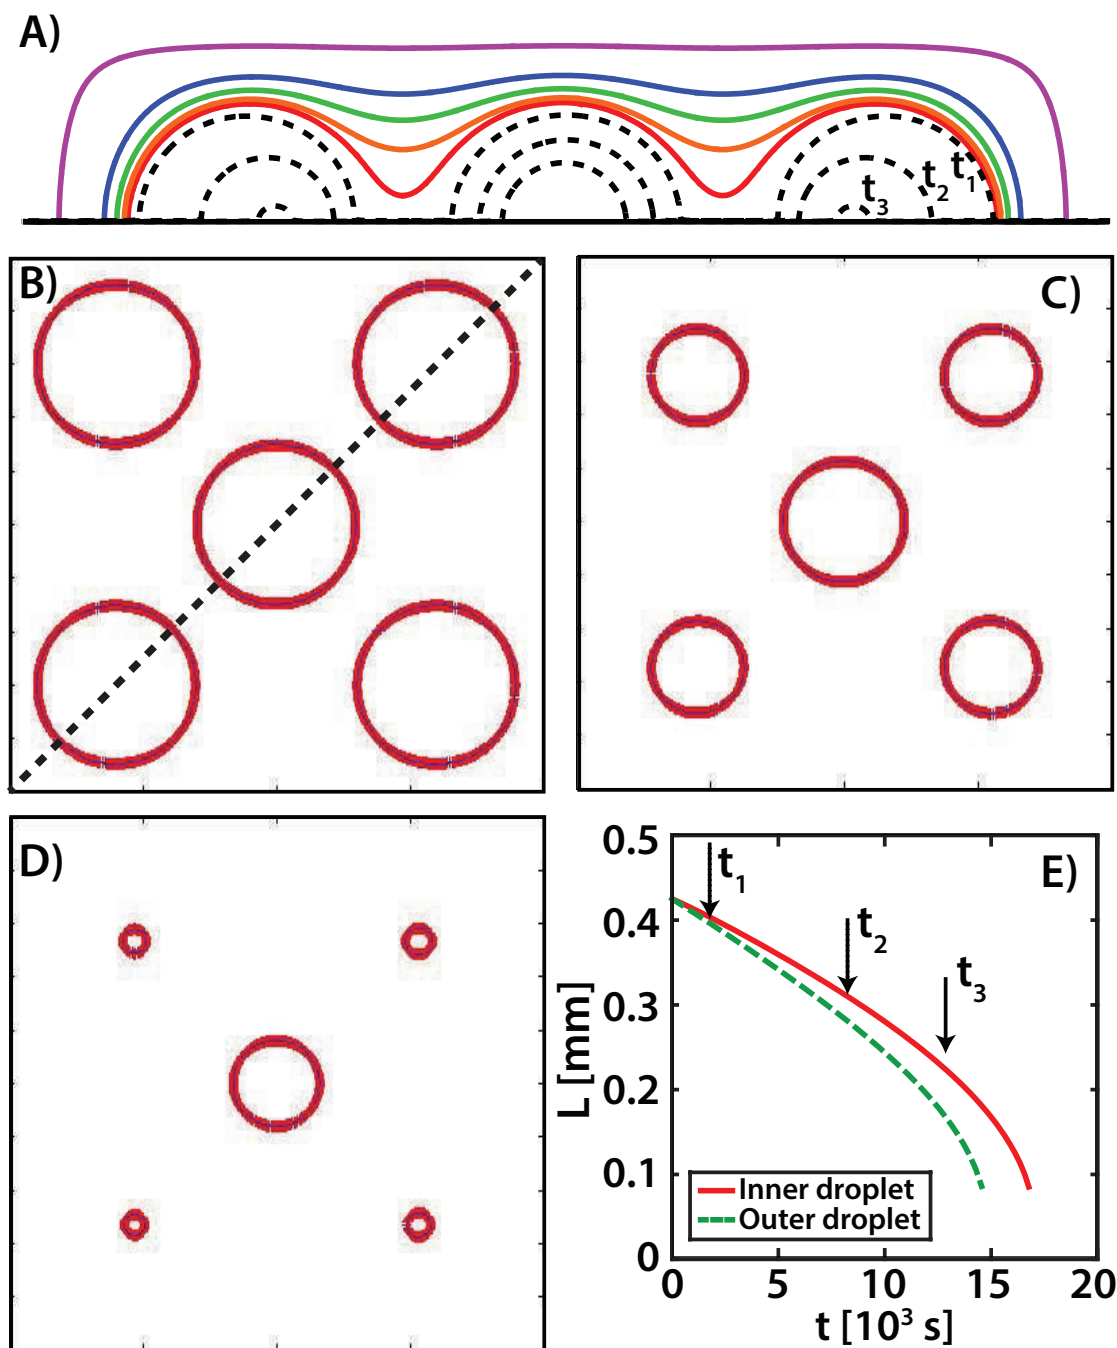 A)
t1
t2
t3
B)
C)
D)
E)
0.5
0.4
0.3
0.2
0.1
0
L [mm]
t1
t2
t3
Inner droplet
Outer droplet
0 5 10 15 20
t [10³ s]